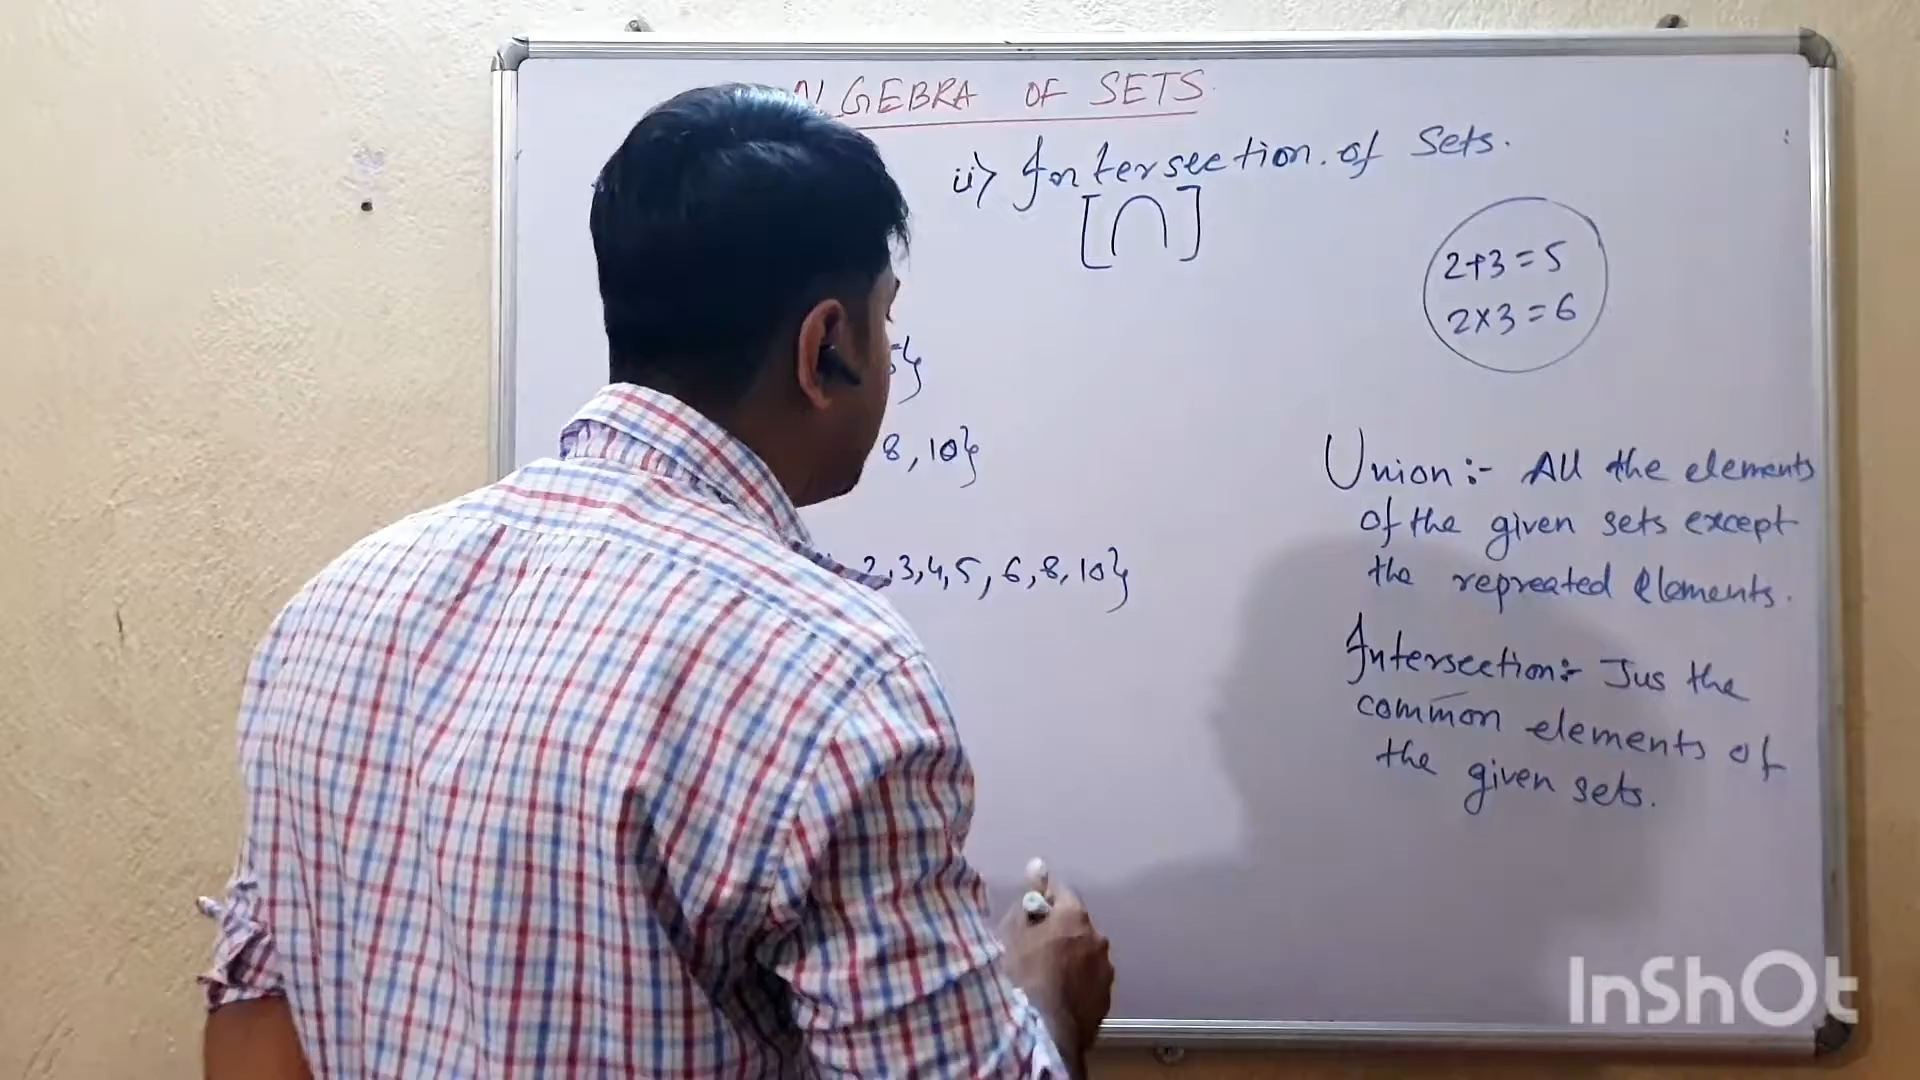 ALGEBRA OF SETS
ii) Intersection of Sets.
[∩]
2+3=5
2×3=6
5}
8, 10}
2,3,4,5, 6,8,10}
Union:- All the elements
of the given sets except
the repreated elements.
Intersection:- Jus the
common elements of
the given sets.
InShOt